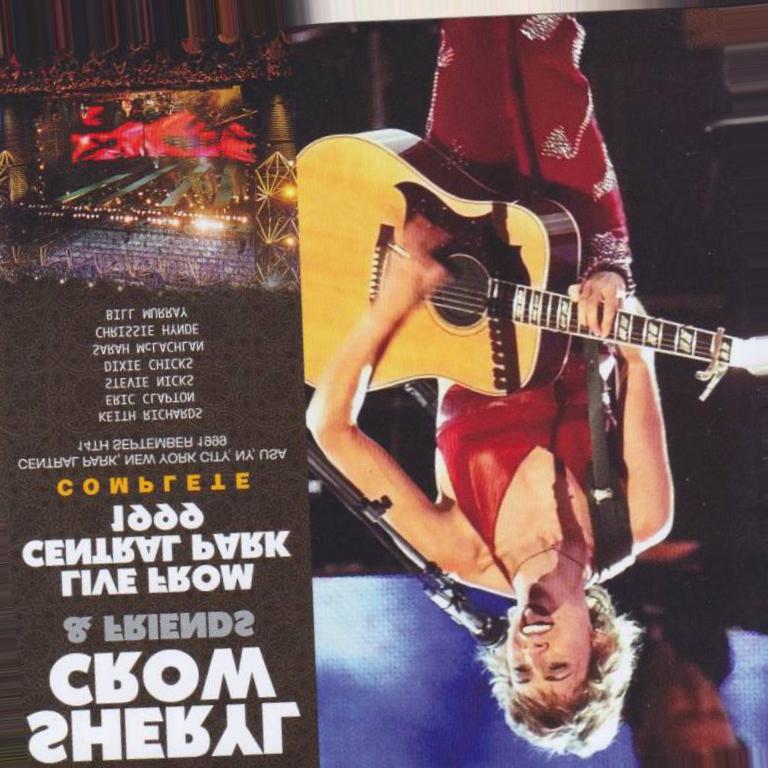 SHERYL
CROW
& FRIENDS
LIVE FROM
CENTRAL PARK
1999
COMPLETE
CENTRAL PARK, NEW YORK CITY, NY, USA
14TH SEPTEMBER 1999
KEITH RICHARDS
ERIC CLAPTON
STEVIE NICKS
DIXIE CHICKS
SARAH McLACHLAN
CHRISSIE HYNDE
BILL MURRAY